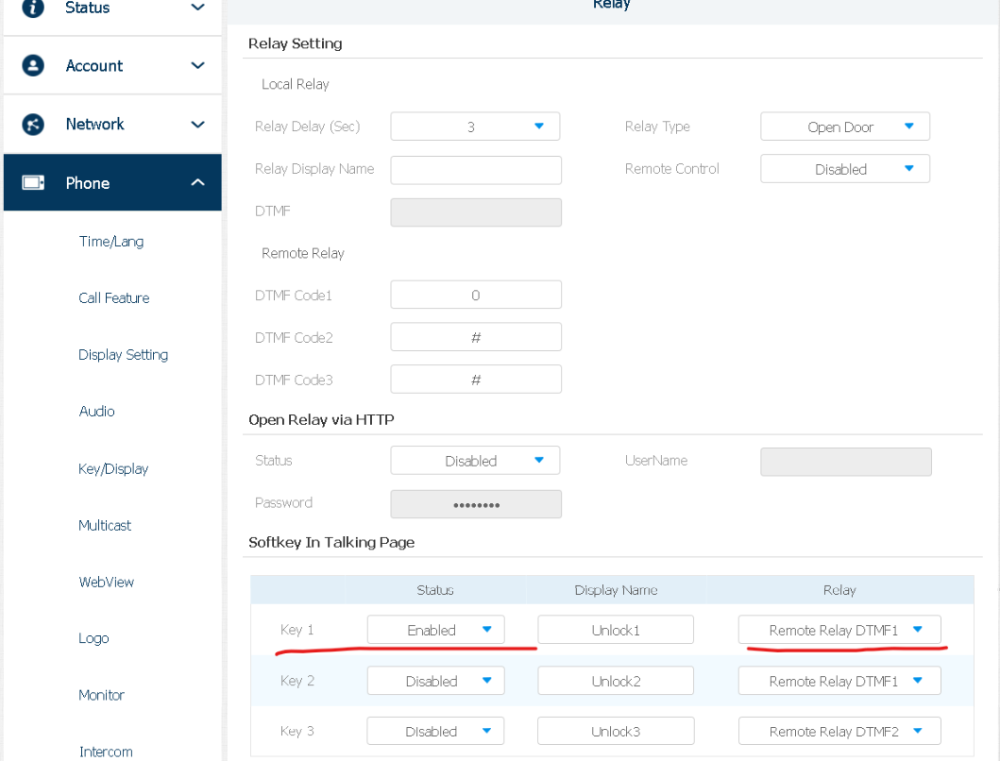 Status
Account
Network
Phone
Time/Lang
Call Feature
Display Setting
Audio
Key/Display
Multicast
WebView
Logo
Monitor
Intercom
Relay
Relay Setting
Local Relay
Relay Delay (Sec) 3 Relay Type Open Door
Relay Display Name Remote Control Disabled
DTMF
Remote Relay
DTMF Code1 0
DTMF Code2 #
DTMF Code3 #
Open Relay via HTTP
Status Disabled UserName
Password ••••••••
Softkey In Talking Page
Status Display Name Relay
Key 1 Enabled Unlock1 Remote Relay DTMF1
Key 2 Disabled Unlock2 Remote Relay DTMF1
Key 3 Disabled Unlock3 Remote Relay DTMF2